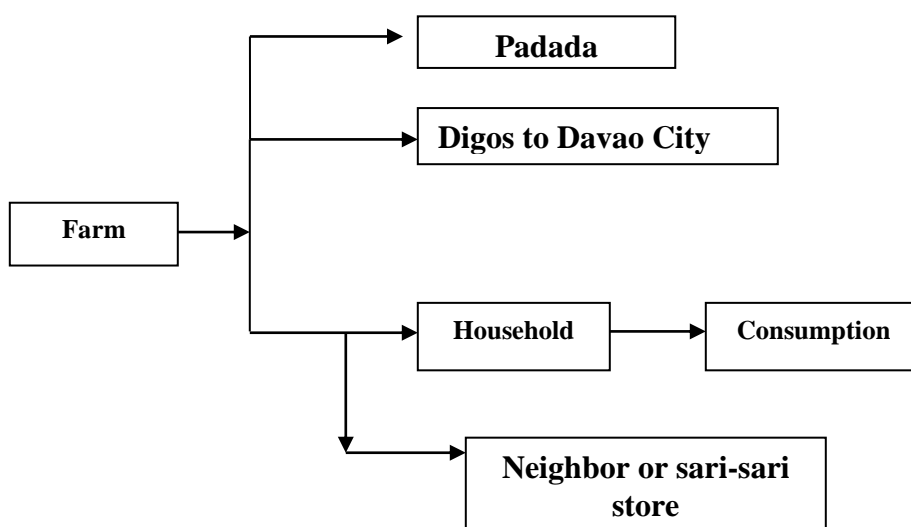 Padada
Digos to Davao City
Farm
Household
Consumption
Neighbor or sari-sari
store